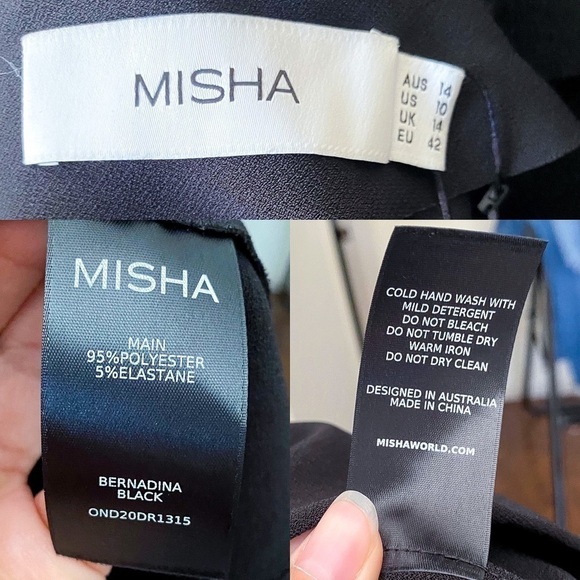 MISHA
AUS 14
US 10
UK 14
EU 42
MISHA
MAIN
95%POLYESTER
5%ELASTANE
BERNADINA
BLACK
OND20DR1315
COLD HAND WASH WITH
MILD DETERGENT
DO NOT BLEACH
DO NOT TUMBLE DRY
WARM IRON
DO NOT DRY CLEAN
DESIGNED IN AUSTRALIA
MADE IN CHINA
MISHAWORLD.COM